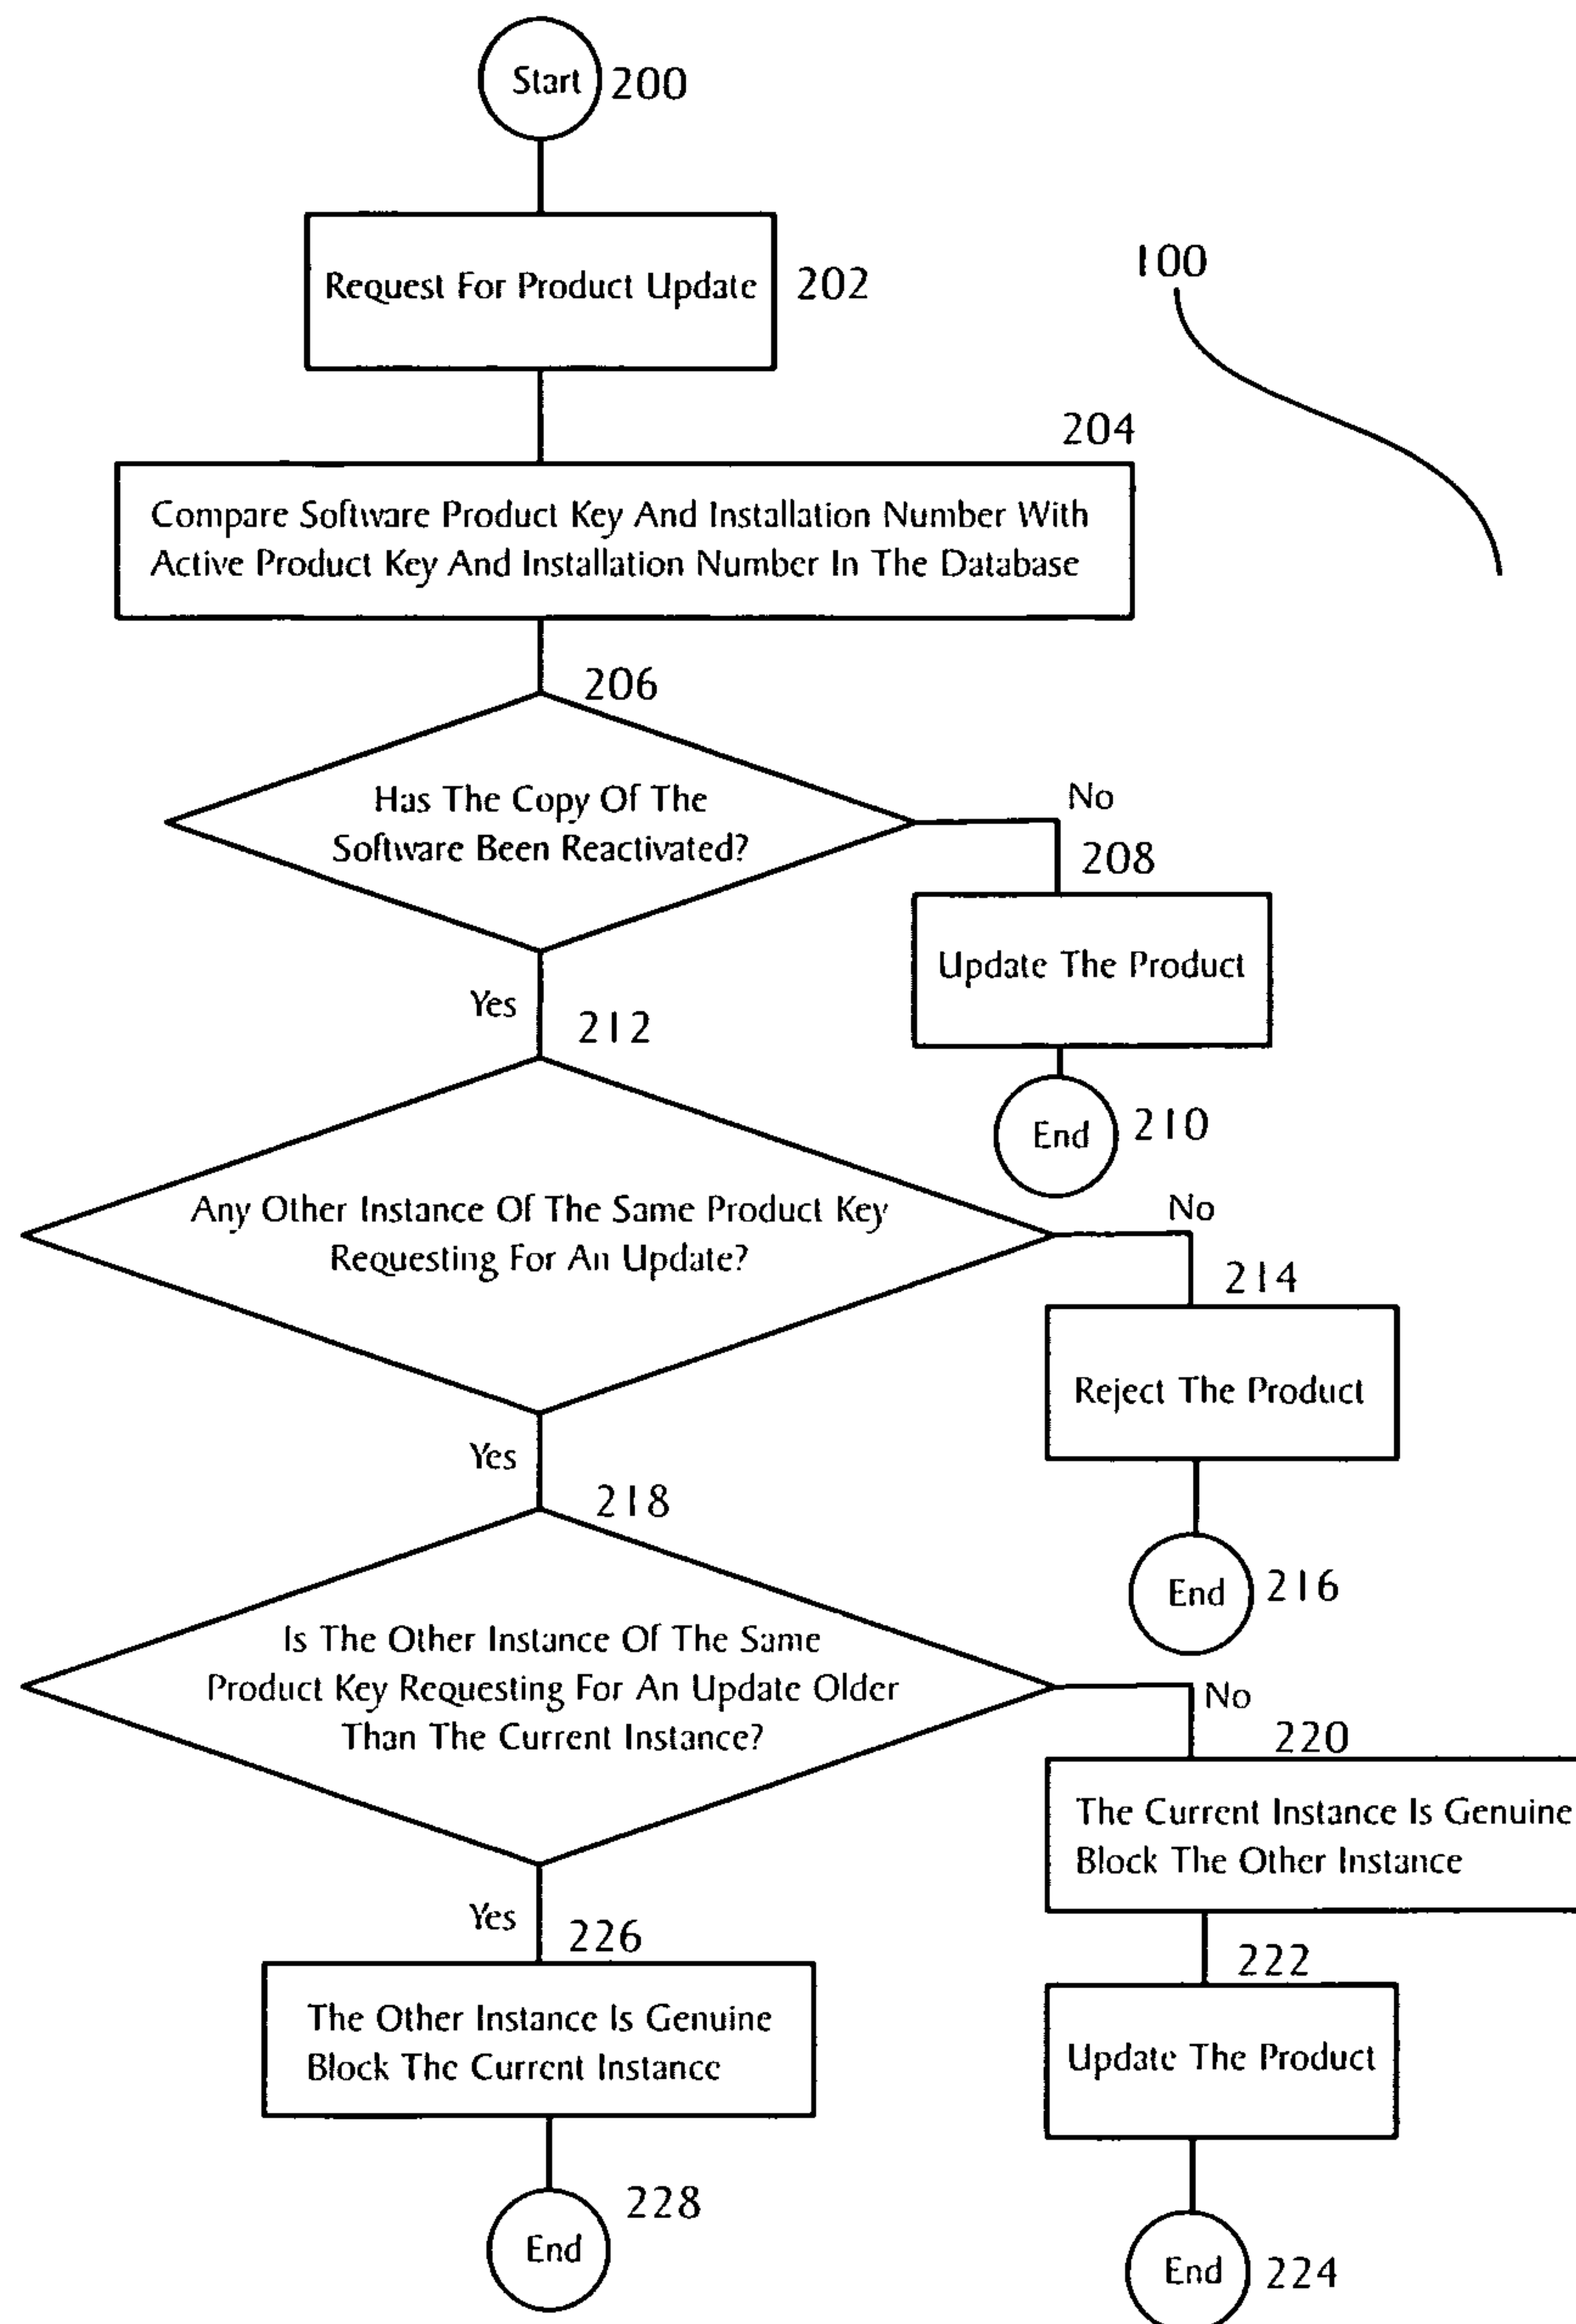 Start 200
Request For Product Update 202
100
204
Compare Software Product Key And Installation Number With
Active Product Key And Installation Number In The Database
206
Has The Copy Of The
Software Been Reactivated?
No
208
Update The Product
Yes
212
End 210
Any Other Instance Of The Same Product Key
Requesting For An Update?
No
214
Reject The Product
Yes
218
End 216
Is The Other Instance Of The Same
Product Key Requesting For An Update Older
Than The Current Instance?
No
220
The Current Instance Is Genuine
Block The Other Instance
Yes
226
222
The Other Instance Is Genuine
Block The Current Instance
Update The Product
228
End
End 224